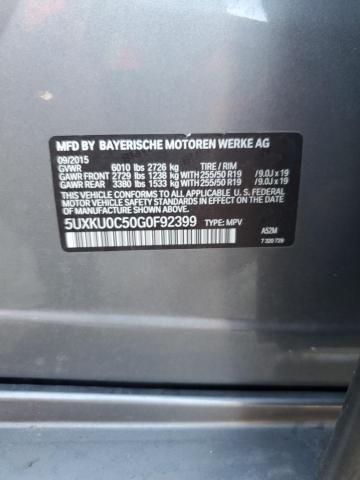 MFD BY BAYERISCHE MOTOREN WERKE AG
09/2015
GVWR 6010 lbs 2726 kg TIRE / RIM
GAWR FRONT 2729 lbs 1238 kg WITH 255/50 R19 /9.0J x 19
GAWR REAR 3380 lbs 1533 kg WITH 255/50 R19 /9.0J x 19
THIS VEHICLE CONFORMS TO ALL APPLICABLE U. S. FEDERAL
MOTOR VEHICLE SAFETY STANDARDS IN EFFECT
ON THE DATE OF MANUFACTURE SHOWN ABOVE.
5UXKU0C50G0F92399 TYPE: MPV
A52M
7 320 729